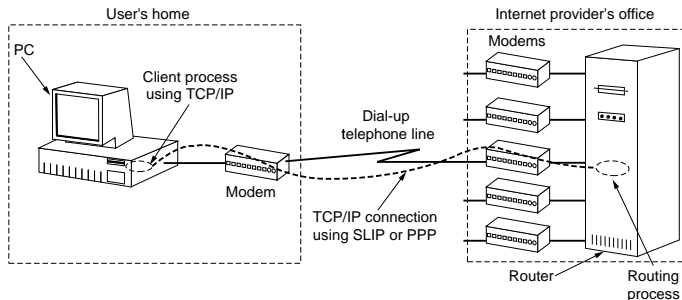 User's home
Internet provider's office
PC
Modems
Client process
using TCP/IP
Dial-up
telephone line
Modem
TCP/IP connection
using SLIP or PPP
Router
Routing
process